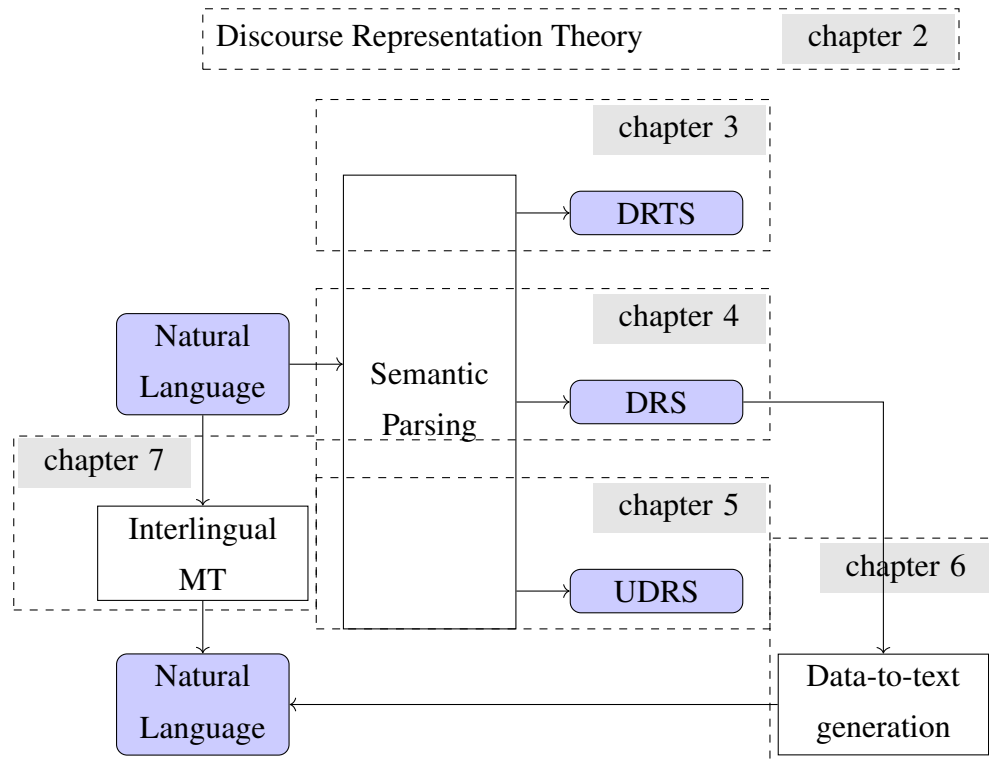 Discourse Representation Theory chapter 2
chapter 3
DRTS
chapter 4
Natural
Language
Semantic
Parsing
DRS
chapter 7
Interlingual
MT
chapter 5
UDRS
chapter 6
Natural
Language
Data-to-text
generation